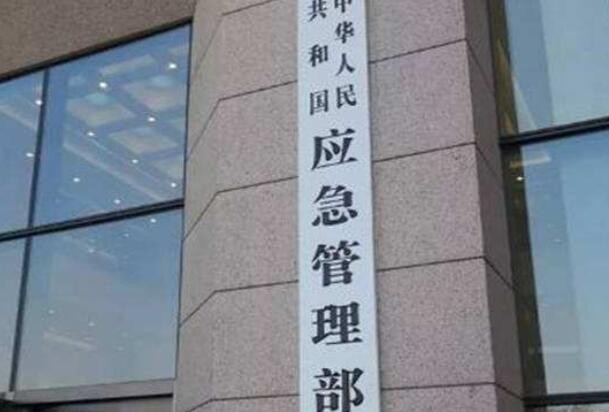 中华人民
共和国
应急管理部